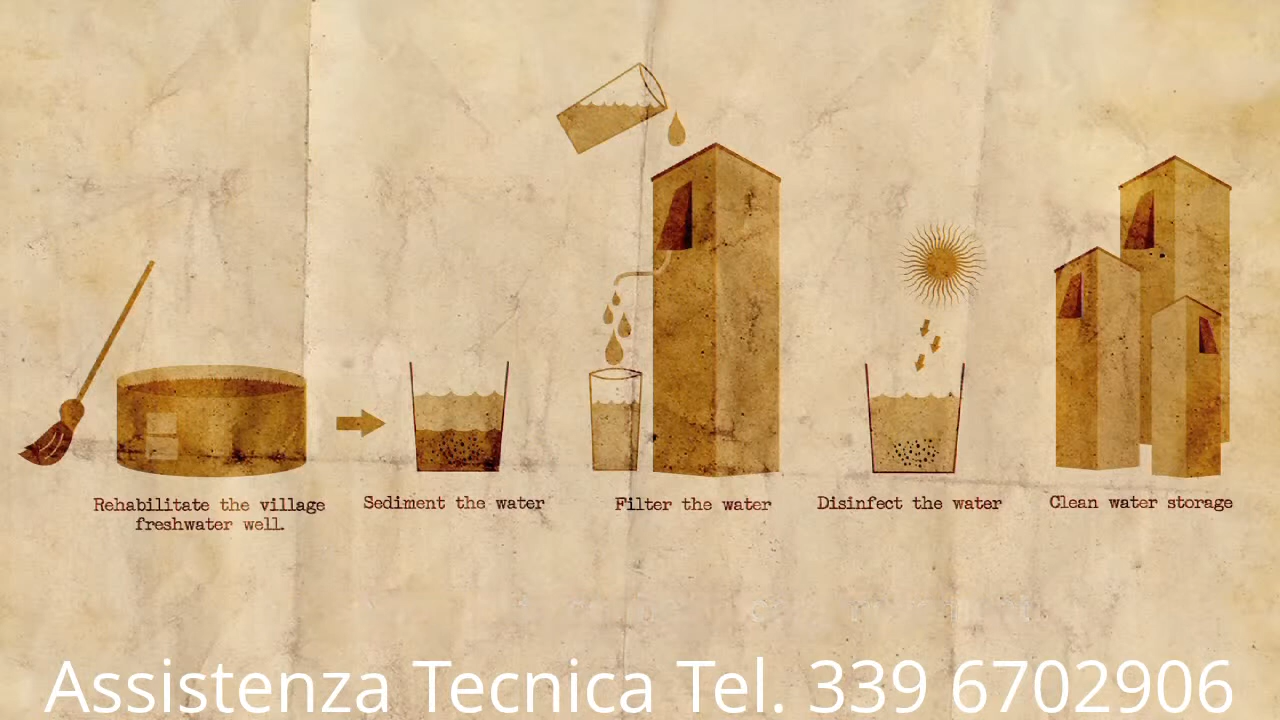 Rehabilitate the village
freshwater well.
Sediment the water
Filter the water
Disinfect the water
Clean water storage
Assistenza Tecnica Tel. 339 6702906